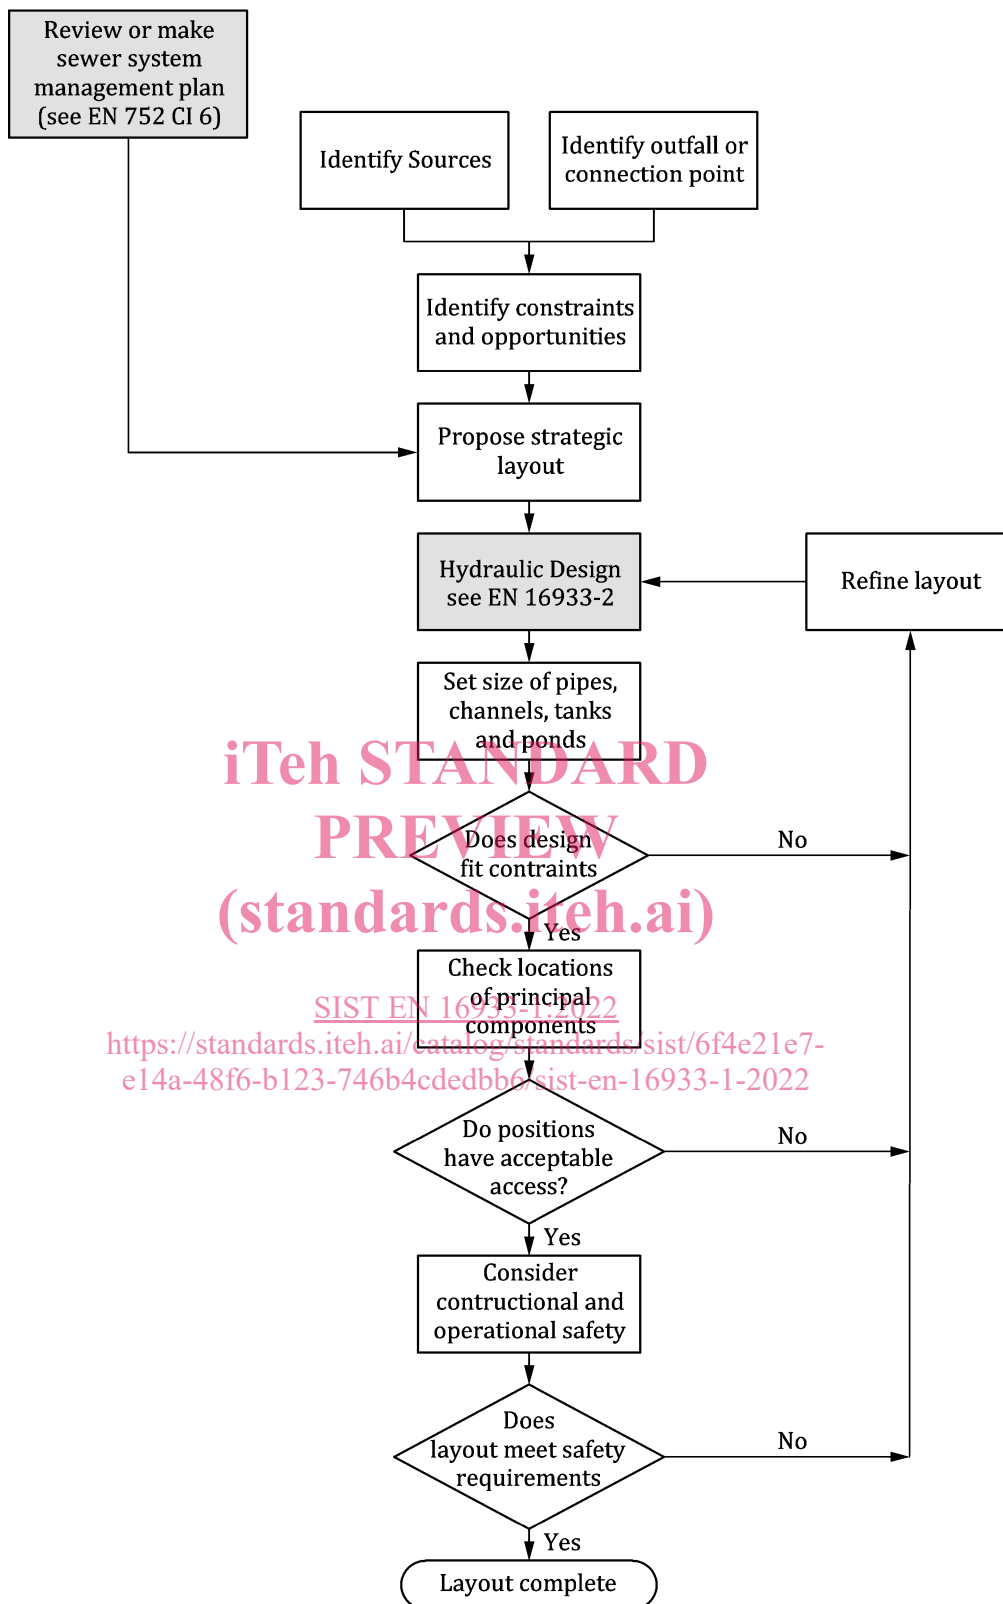 Review or make
sewer system
management plan
(see EN 752 CI 6)
Identify Sources
Identify outfall or
connection point
Identify constraints
and opportunities
Propose strategic
layout
Hydraulic Design
see EN 16933-2
Refine layout
Set size of pipes,
channels, tanks
and ponds
iTeh STANDARD
PREVIEW
(standards.iteh.ai)
Does design
fit contraints
No
Yes
Check locations
of principal
components
SIST EN 16933-1:2022
https://standards.iteh.ai/catalog/standards/sist/6f4e21e7-
e14a-48f6-b123-746b4cdedbb6/sist-en-16933-1-2022
Do positions
have acceptable
access?
No
Yes
Consider
contructional and
operational safety
Does
layout meet safety
requirements
No
Yes
Layout complete